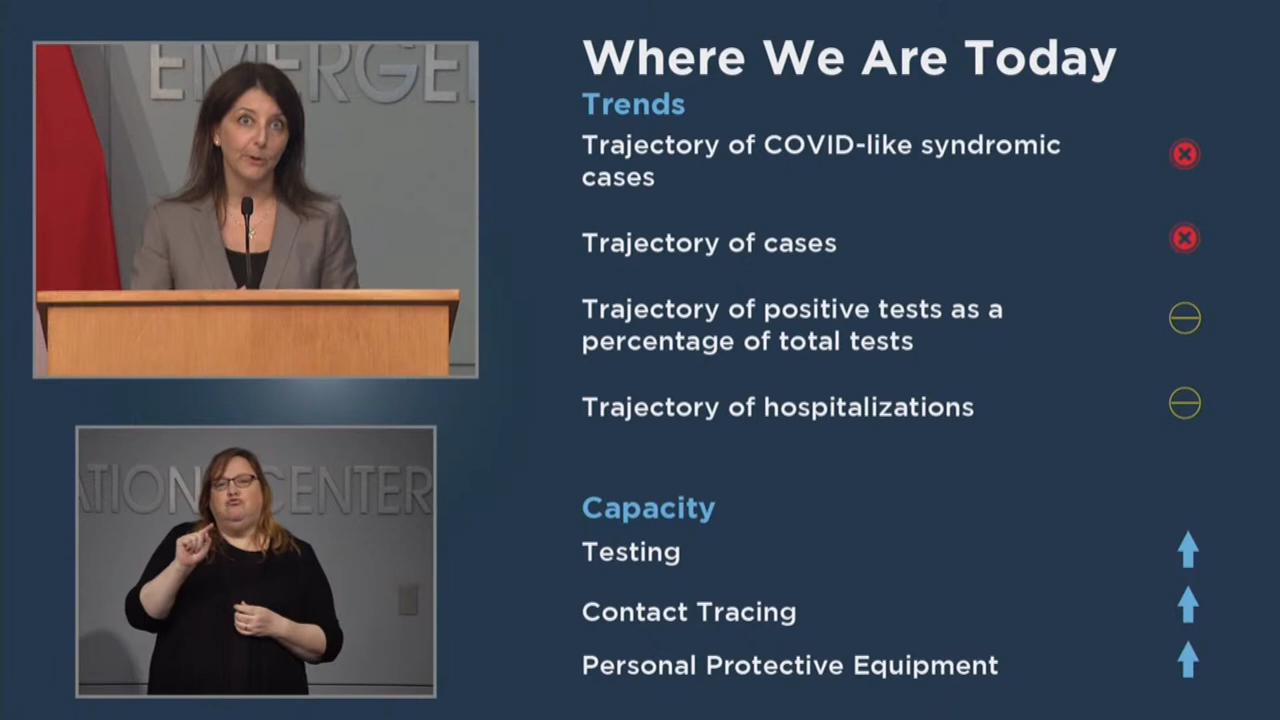 EMERGE
ATION CENTER
Where We Are Today
Trends
Trajectory of COVID-like syndromic
cases
Trajectory of cases
Trajectory of positive tests as a
percentage of total tests
Trajectory of hospitalizations
Capacity
Testing
Contact Tracing
Personal Protective Equipment